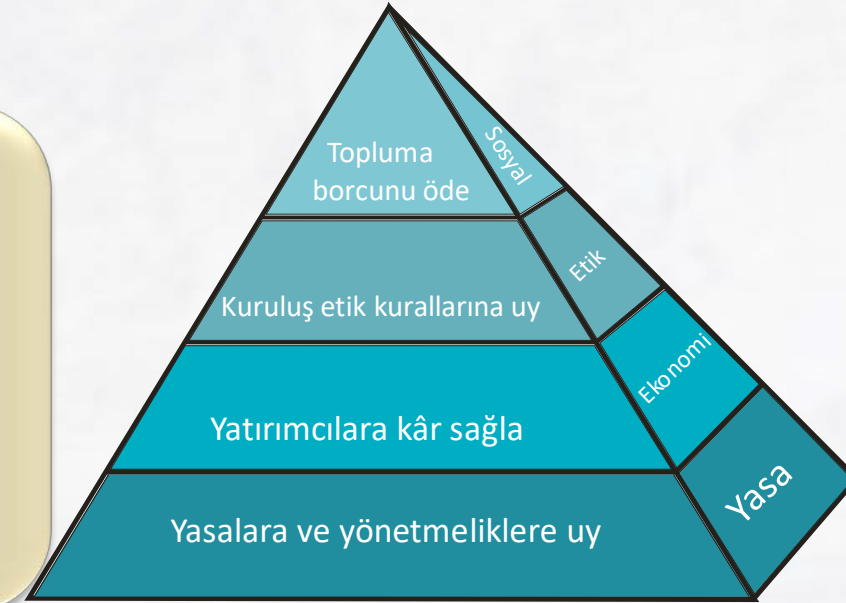 Topluma
borcunu öde
Sosyal
Kuruluş etik kurallarına uy
Etik
Yatırımcılara kâr sağla
Ekonomi
Yasalara ve yönetmeliklere uy
Yasa